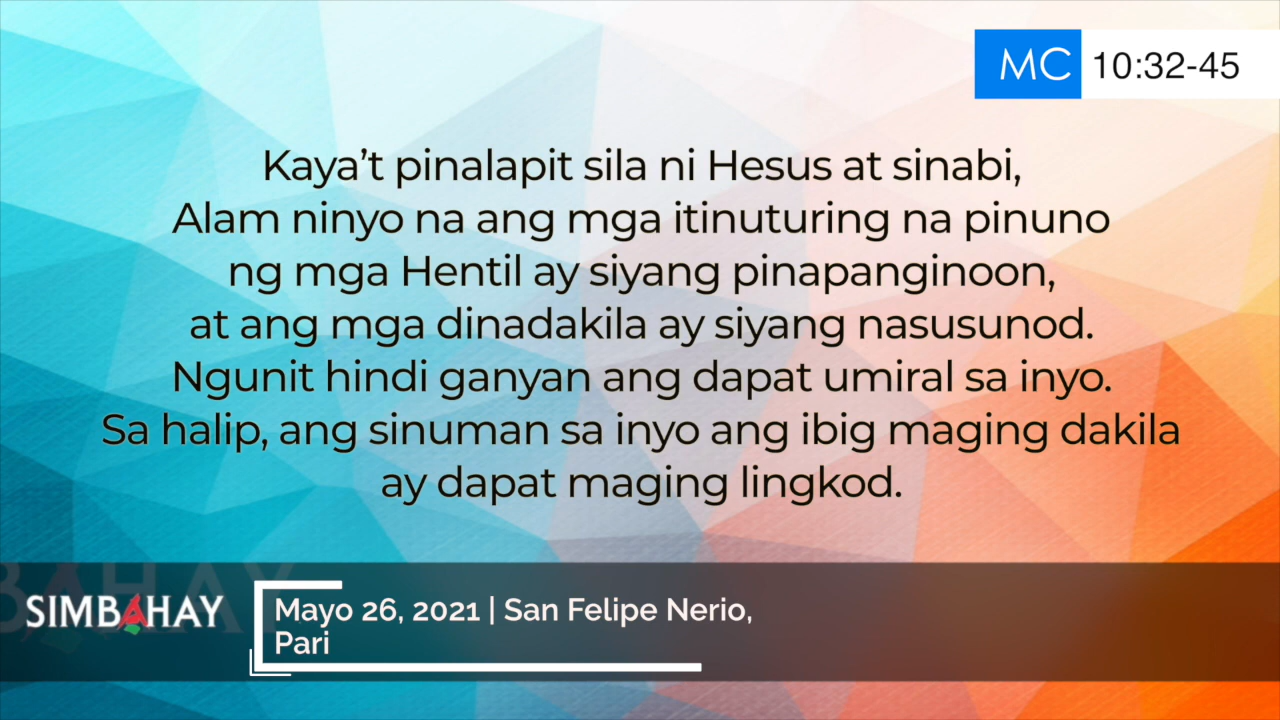 MC 10:32-45
Kaya’t pinalapit sila ni Hesus at sinabi,
Alam ninyo na ang mga itinuturing na pinuno
ng mga Hentil ay siyang pinapanginoon,
at ang mga dinadakila ay siyang nasusunod.
Ngunit hindi ganyan ang dapat umiral sa inyo.
Sa halip, ang sinuman sa inyo ang ibig maging dakila
ay dapat maging lingkod.
SIMBAHAY
Mayo 26, 2021 | San Felipe Nerio,
Pari